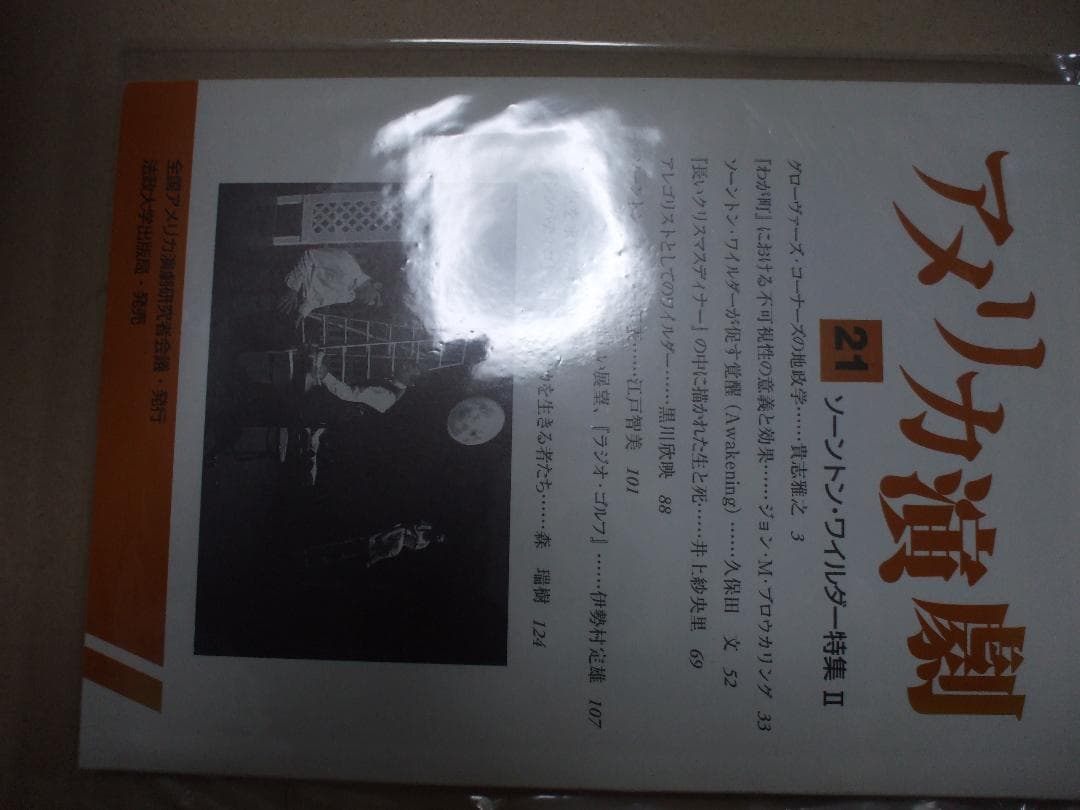 アメリカ演劇
21 ソーントン・ワイルダー特集 II
グローヴァーズ・コーナーズの地政学……貴志雅之 3
『わが町』における不可視性の意義と効果……ジョン・M・ブロウカリング 33
ソーントン・ワイルダーが促す覚醒（Awakening）……久保田 文 52
『長いクリスマスディナー』の中に描かれた生と死……井上紗央里 69
アレゴリストとしてのワイルダー……黒川欣映 88
……江戸智美 101
い展望、『ラジオ・ゴルフ』……伊勢村定雄 107
を生きる者たち……森 瑞樹 124
全国アメリカ演劇研究者会議・発行
法政大学出版局・発売